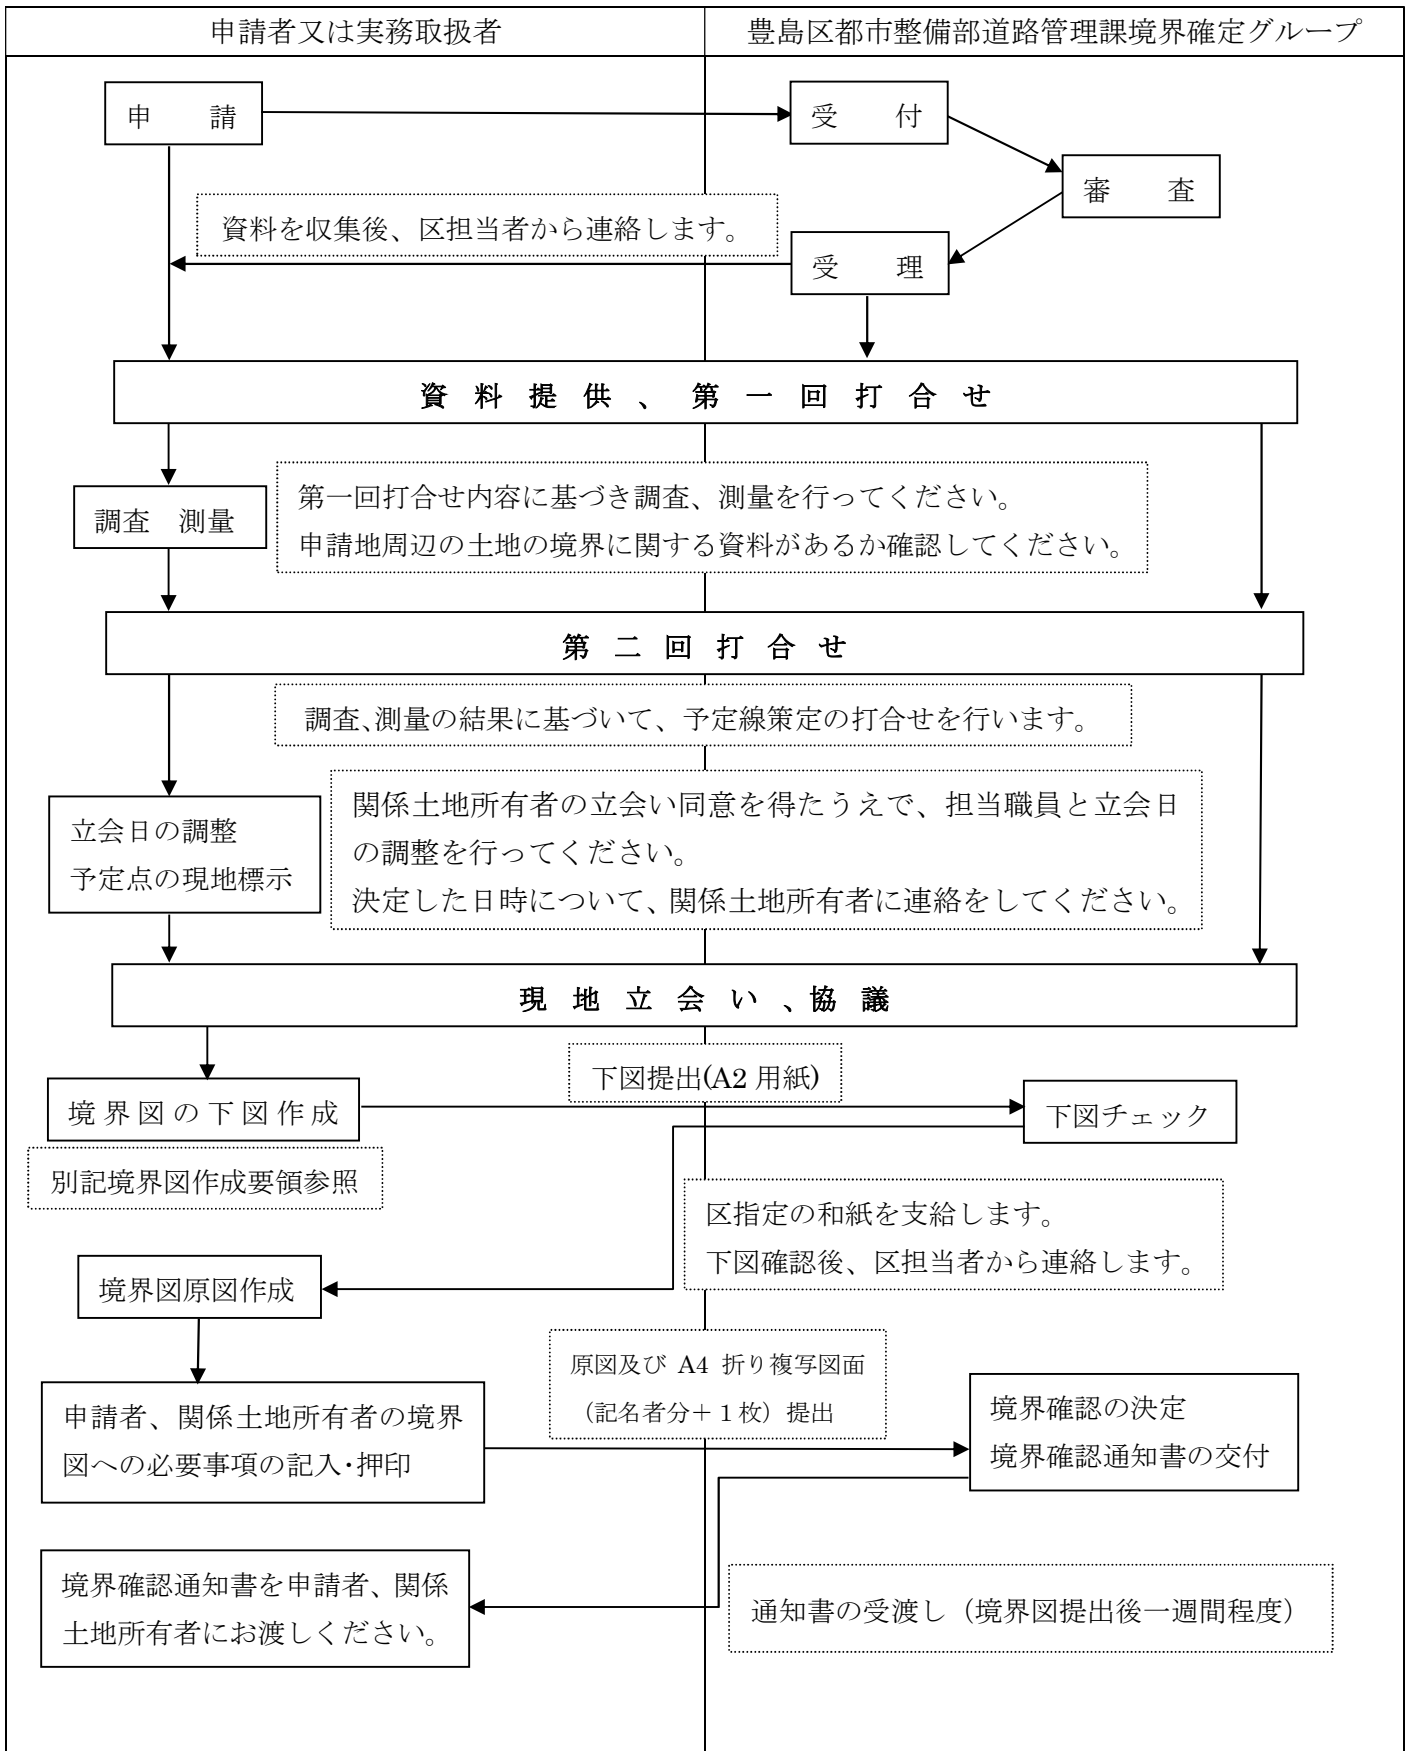 申請者又は実務取扱者
豊島区都市整備部道路管理課境界確定グループ
申　　請
受　　付
審　　査
資料を収集後、区担当者から連絡します。
受　　理
資 料 提 供 、 第 一 回 打 合 せ
調査　測量
第一回打合せ内容に基づき調査、測量を行ってください。
申請地周辺の土地の境界に関する資料があるか確認してください。
第 二 回 打 合 せ
調査、測量の結果に基づいて、予定線策定の打合せを行います。
立会日の調整
予定点の現地標示
関係土地所有者の立会い同意を得たうえで、担当職員と立会日
の調整を行ってください。
決定した日時について、関係土地所有者に連絡をしてください。
現 地 立 会 い 、協 議
下図提出(A2 用紙)
境 界 図 の 下 図 作 成
下図チェック
別記境界図作成要領参照
区指定の和紙を支給します。
下図確認後、区担当者から連絡します。
境界図原図作成
原図及び A4 折り複写図面
（記名者分＋１枚）提出
申請者、関係土地所有者の境界
図への必要事項の記入・押印
境界確認の決定
境界確認通知書の交付
境界確認通知書を申請者、関係
土地所有者にお渡しください。
通知書の受渡し（境界図提出後一週間程度）